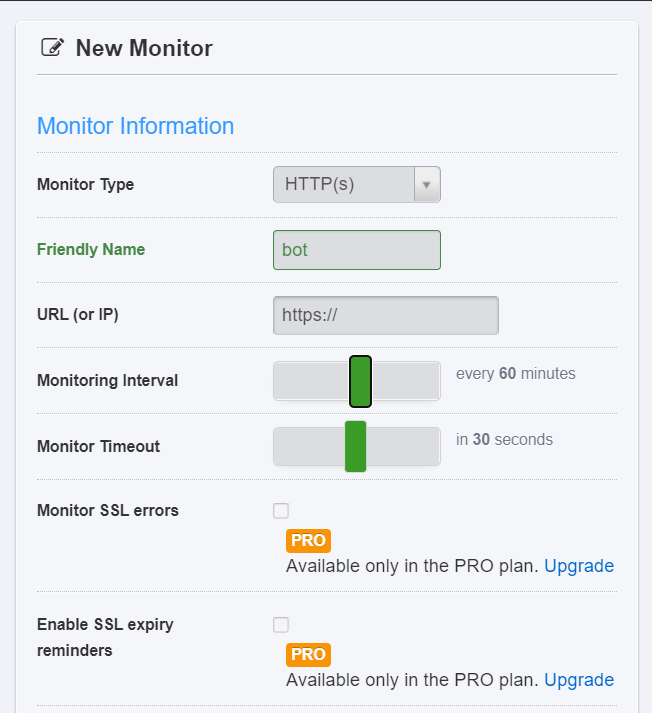 New Monitor
Monitor Information
Monitor Type
HTTP(s)
Friendly Name
bot
URL (or IP)
https://
Monitoring Interval
every 60 minutes
Monitor Timeout
in 30 seconds
Monitor SSL errors
PRO
Available only in the PRO plan. Upgrade
Enable SSL expiry
reminders
PRO
Available only in the PRO plan. Upgrade